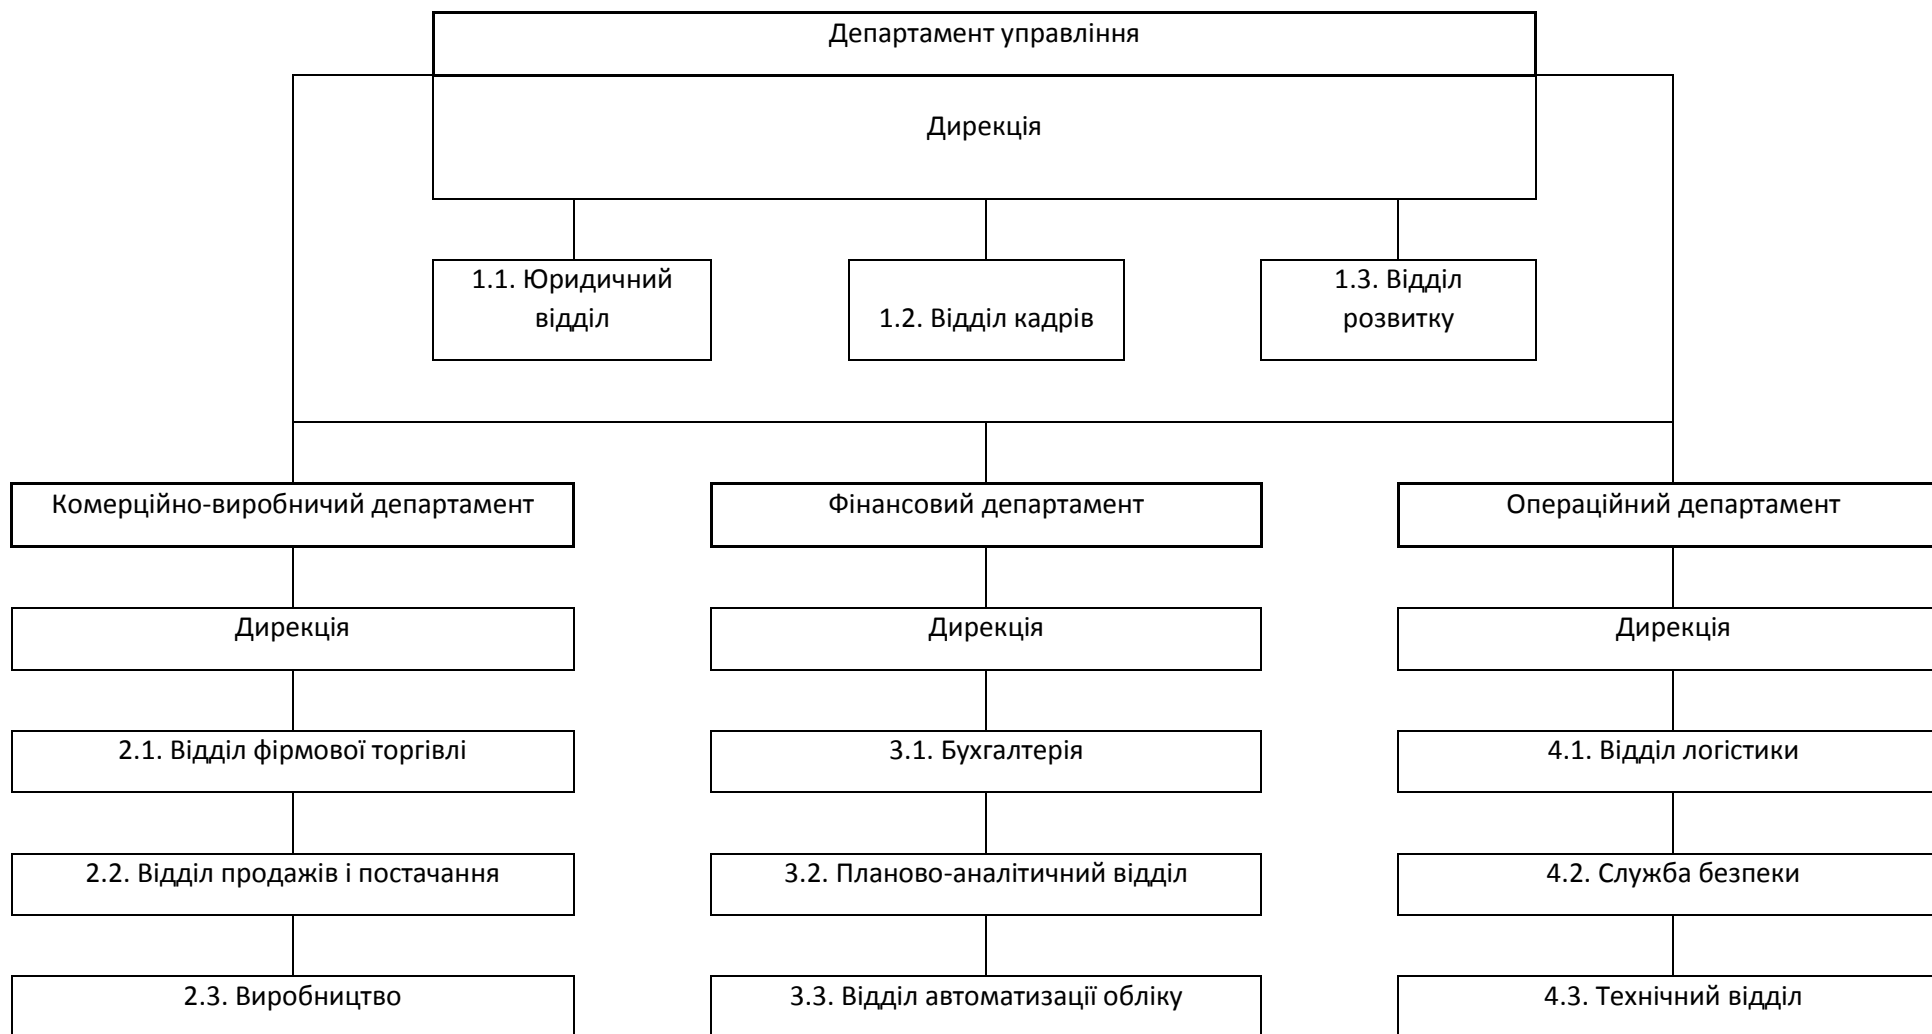 Департамент управління
Дирекція
1.1. Юридичний
відділ
1.2. Відділ кадрів
1.3. Відділ
розвитку
Комерційно-виробничий департамент
Фінансовий департамент
Операційний департамент
Дирекція
Дирекція
Дирекція
2.1. Відділ фірмової торгівлі
3.1. Бухгалтерія
4.1. Відділ логістики
2.2. Відділ продажів і постачання
3.2. Планово-аналітичний відділ
4.2. Служба безпеки
2.3. Виробництво
3.3. Відділ автоматизації обліку
4.3. Технічний відділ